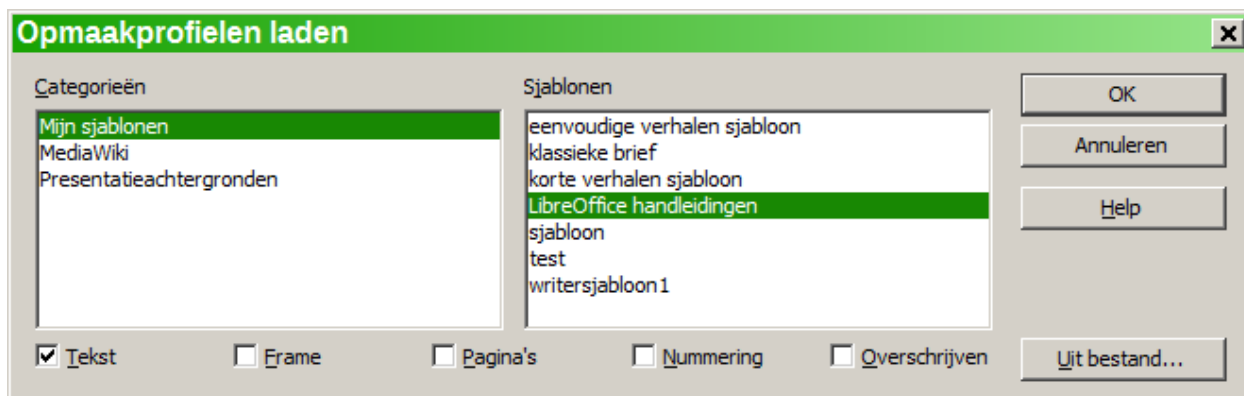 Opmaakprofielen laden
Categorieën
Mijn sjablonen
MediaWiki
Presentatieachtergronden
Sjablonen
eenvoudige verhalen sjabloon
klassieke brief
korte verhalen sjabloon
LibreOffice handleidingen
sjabloon
test
writersjabloon1
OK
Annuleren
Help
Tekst Frame Pagina's Nummering Overschrijven Uit bestand...